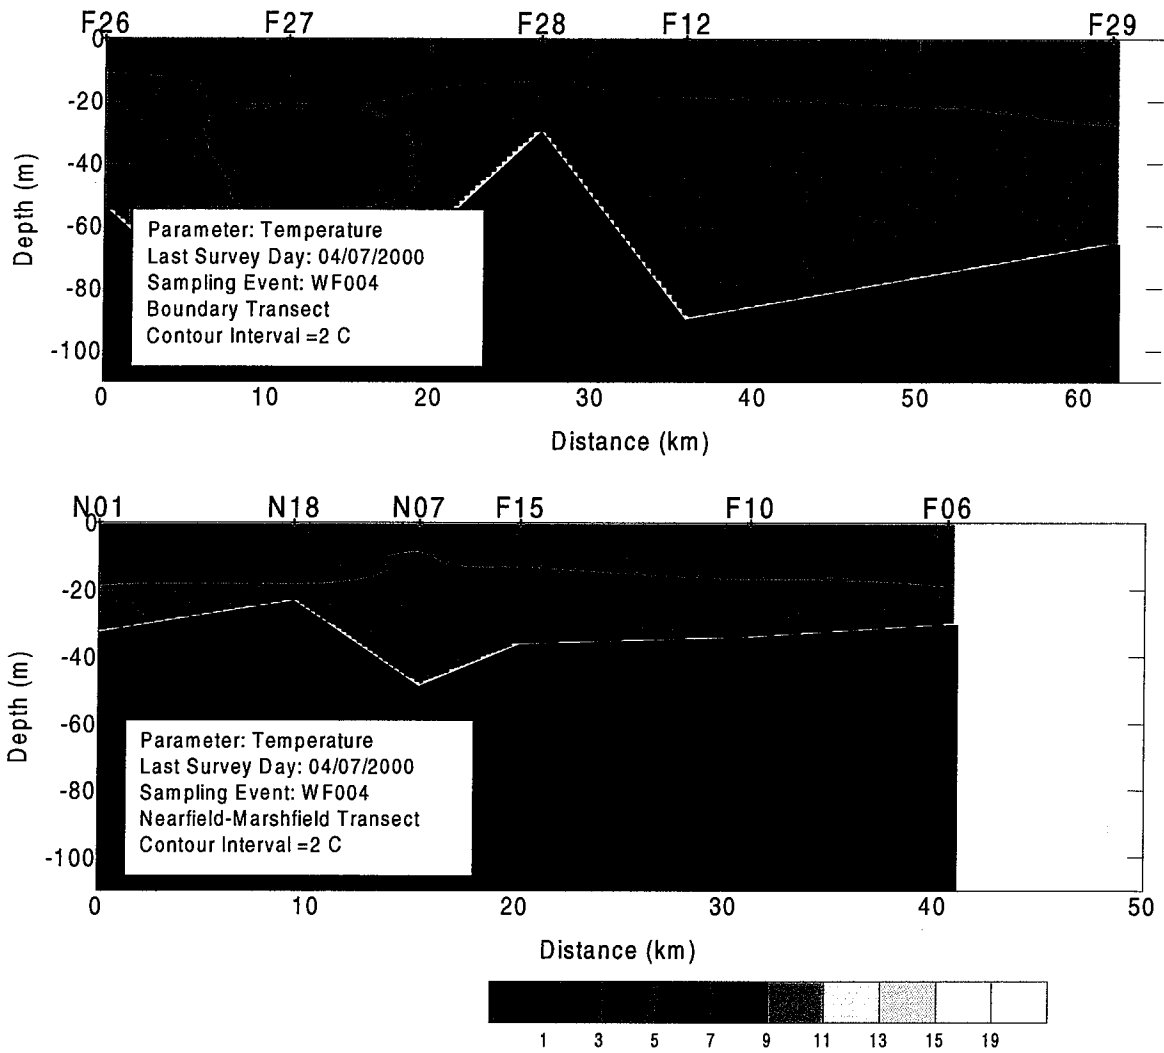 F26 F27 F28 F12 F29
0
-20
-40
-60
-80
-100
Depth (m)
Parameter: Temperature
Last Survey Day: 04/07/2000
Sampling Event: WF004
Boundary Transect
Contour Interval =2 C
0 10 20 30 40 50 60
Distance (km)
N01 N18 N07 F15 F10 F06
0
-20
-40
-60
-80
-100
Depth (m)
Parameter: Temperature
Last Survey Day: 04/07/2000
Sampling Event: WF004
Nearfield-Marshfield Transect
Contour Interval =2 C
0 10 20 30 40 50
Distance (km)
1 3 5 7 9 11 13 15 19